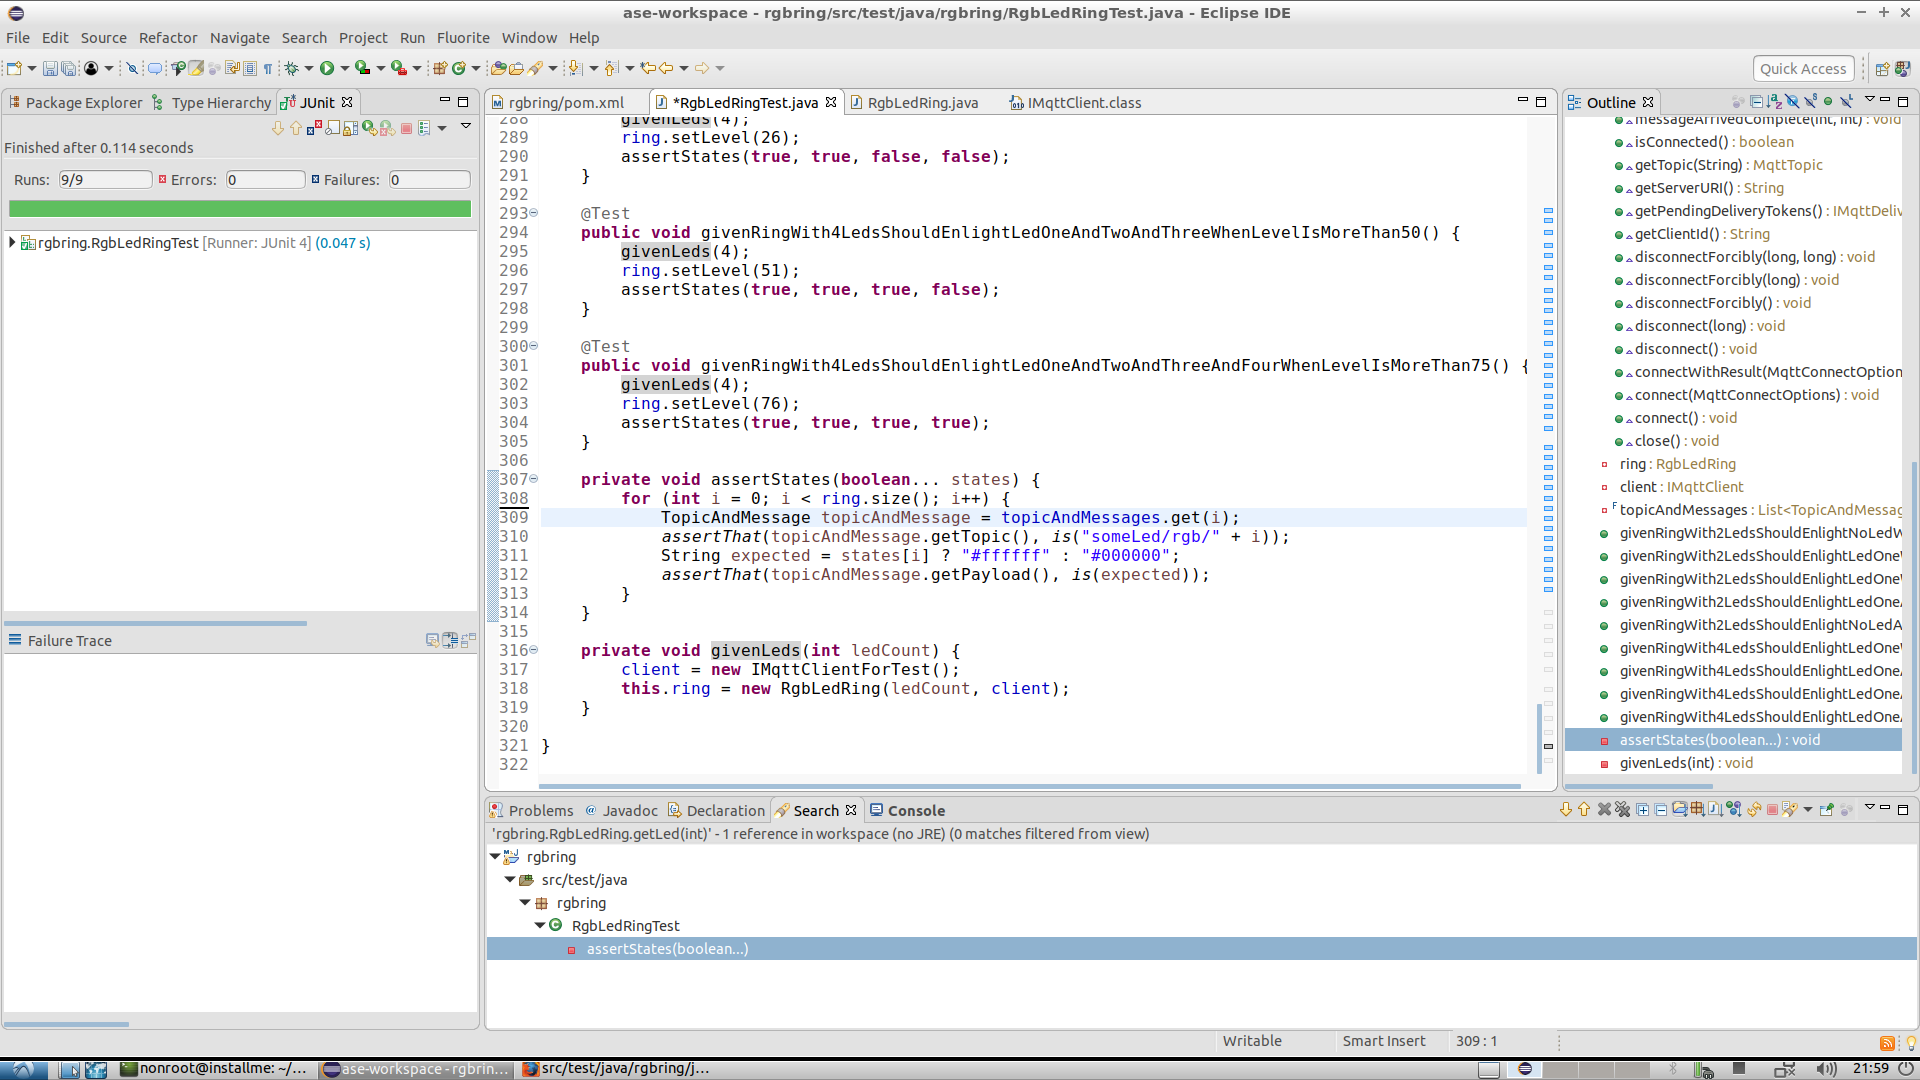 ase-workspace - rgbring/src/test/java/rgbring/RgbLedRingTest.java - Eclipse IDE
File Edit Source Refactor Navigate Search Project Run Fluorite Window Help
Quick Access
Package Explorer Type Hierarchy JUnit
Finished after 0.114 seconds
Runs: 9/9 Errors: 0 Failures: 0
rgbring.RgbLedRingTest [Runner: JUnit 4] (0.047 s)
Failure Trace
rgbring/pom.xml *RgbLedRingTest.java RgbLedRing.java IMqttClient.class
288 givenLeds(4);
289 ring.setLevel(26);
290 assertStates(true, true, false, false);
291 }
292
293 @Test
294 public void givenRingWith4LedsShouldEnlightLedOneAndTwoAndThreeWhenLevelIsMoreThan50() {
295 givenLeds(4);
296 ring.setLevel(51);
297 assertStates(true, true, true, false);
298 }
299
300 @Test
301 public void givenRingWith4LedsShouldEnlightLedOneAndTwoAndThreeAndFourWhenLevelIsMoreThan75() {
302 givenLeds(4);
303 ring.setLevel(76);
304 assertStates(true, true, true, true);
305 }
306
307 private void assertStates(boolean... states) {
308 for (int i = 0; i < ring.size(); i++) {
309 TopicAndMessage topicAndMessage = topicAndMessages.get(i);
310 assertThat(topicAndMessage.getTopic(), is("someLed/rgb/" + i));
311 String expected = states[i] ? "#ffffff" : "#000000";
312 assertThat(topicAndMessage.getPayload(), is(expected));
313 }
314 }
315
316 private void givenLeds(int ledCount) {
317 client = new IMqttClientForTest();
318 this.ring = new RgbLedRing(ledCount, client);
319 }
320
321 }
322
Outline
messageArrivedComplete(int, int) : void
isConnected() : boolean
getTopic(String) : MqttTopic
getServerURI() : String
getPendingDeliveryTokens() : IMqttDeliv
getClientId() : String
disconnectForcibly(long, long) : void
disconnectForcibly(long) : void
disconnectForcibly() : void
disconnect(long) : void
disconnect() : void
connectWithResult(MqttConnectOption
connect(MqttConnectOptions) : void
connect() : void
close() : void
ring : RgbLedRing
client : IMqttClient
topicAndMessages : List<TopicAndMessag
givenRingWith2LedsShouldEnlightNoLedW
givenRingWith2LedsShouldEnlightLedOneW
givenRingWith2LedsShouldEnlightLedOneW
givenRingWith2LedsShouldEnlightLedOneA
givenRingWith2LedsShouldEnlightNoLedA
givenRingWith4LedsShouldEnlightLedOneW
givenRingWith4LedsShouldEnlightLedOneA
givenRingWith4LedsShouldEnlightLedOneA
givenRingWith4LedsShouldEnlightLedOneA
assertStates(boolean...) : void
givenLeds(int) : void
Problems Javadoc Declaration Search Console
'rgbring.RgbLedRing.getLed(int)' - 1 reference in workspace (no JRE) (0 matches filtered from view)
rgbring
src/test/java
rgbring
RgbLedRingTest
assertStates(boolean...)
Writable Smart Insert 309 : 1
nonroot@installme: ~/... ase-workspace - rgbrin... src/test/java/rgbring/j... 21:59